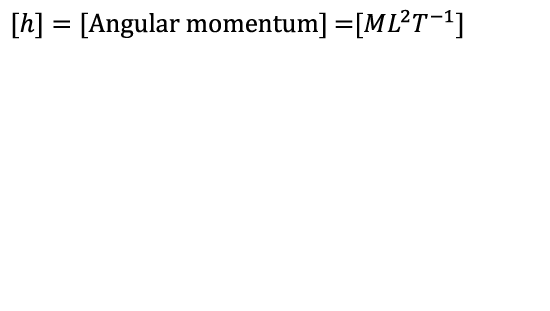 [ℎ] = [Angular momentum] =[𝑀𝐿²𝑇⁻¹]